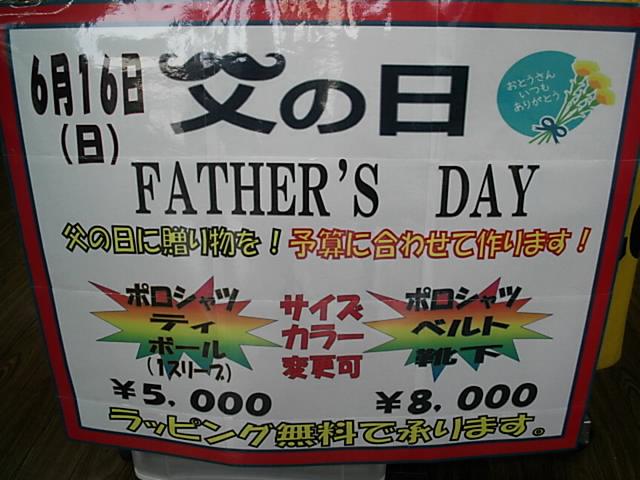 6月16日
(日)
父の日
おとうさん
いつも
ありがとう
FATHER'S DAY
父の日に贈り物を！予算に合わせて作ります！
ポロシャツ
ティ
ボール
(1スリーブ)
¥5,000
サイズ
カラー
変更可
ポロシャツ
ベルト
靴下
¥8,000
ラッピング無料で承ります。